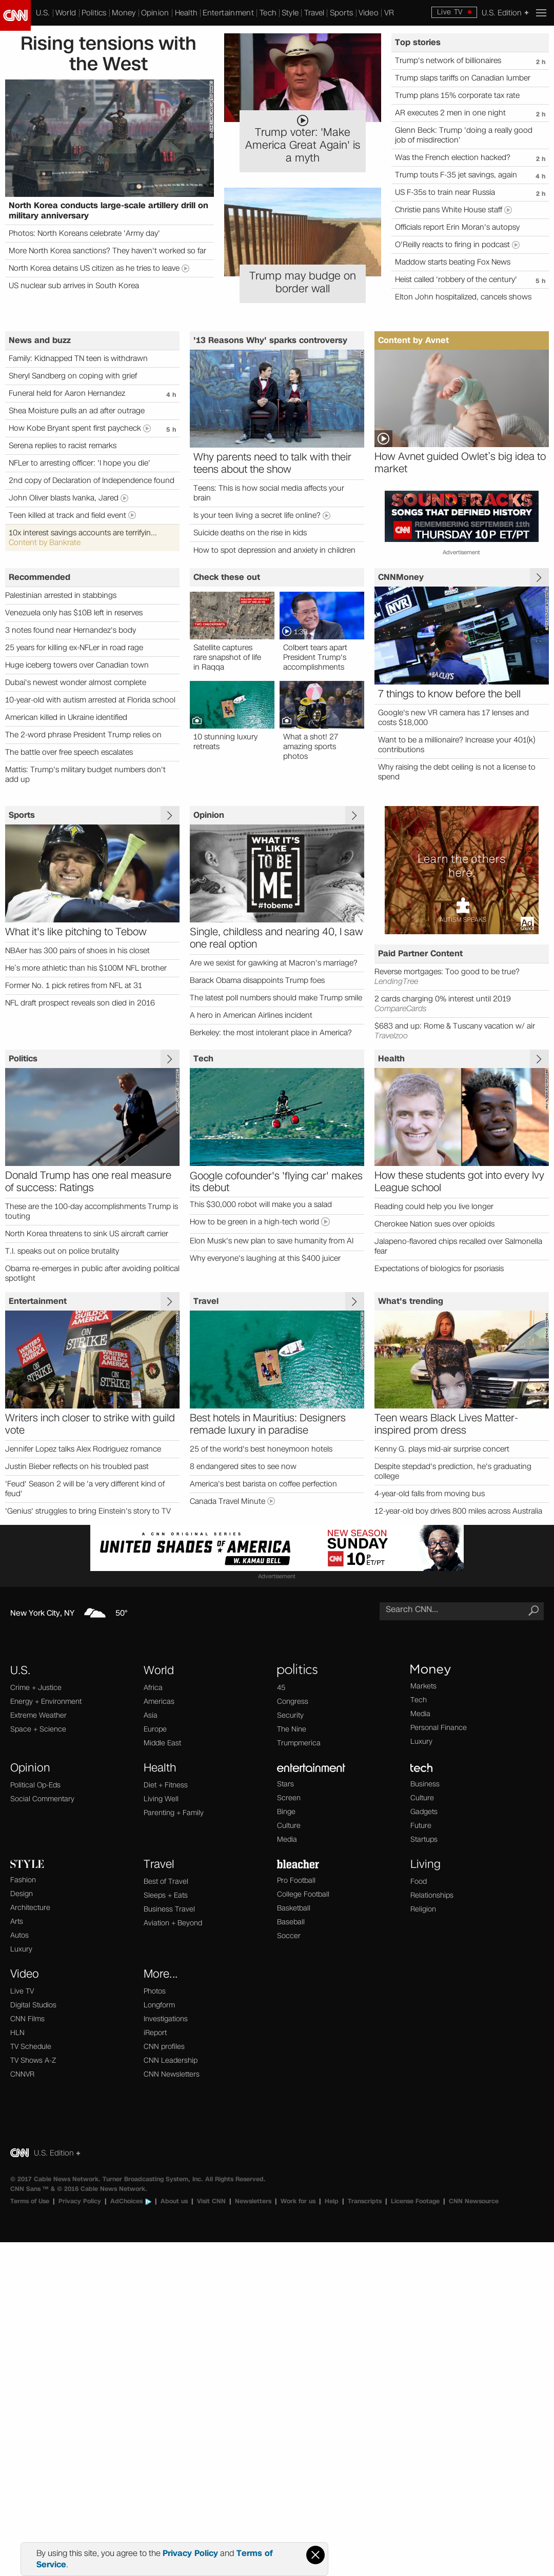 CNN
U.S. | World | Politics | Money | Opinion | Health | Entertainment | Tech | Style | Travel | Sports | Video | VR
Live TV
U.S. Edition +
Rising tensions with
the West
North Korea conducts large-scale artillery drill on
military anniversary
Photos: North Koreans celebrate 'Army day'
More North Korea sanctions? They haven't worked so far
North Korea detains US citizen as he tries to leave
US nuclear sub arrives in South Korea
Trump voter: 'Make
America Great Again' is
a myth
Trump may budge on
border wall
Top stories
Trump's network of billionaires
2 h
Trump slaps tariffs on Canadian lumber
Trump plans 15% corporate tax rate
AR executes 2 men in one night
2 h
Glenn Beck: Trump 'doing a really good
job of misdirection'
Was the French election hacked?
2 h
Trump touts F-35 jet savings, again
4 h
US F-35s to train near Russia
2 h
Christie pans White House staff
Officials report Erin Moran's autopsy
O'Reilly reacts to firing in podcast
Maddow starts beating Fox News
Heist called 'robbery of the century'
5 h
Elton John hospitalized, cancels shows
News and buzz
Family: Kidnapped TN teen is withdrawn
Sheryl Sandberg on coping with grief
Funeral held for Aaron Hernandez
4 h
Shea Moisture pulls an ad after outrage
How Kobe Bryant spent first paycheck
5 h
Serena replies to racist remarks
NFLer to arresting officer: 'I hope you die'
2nd copy of Declaration of Independence found
John Oliver blasts Ivanka, Jared
Teen killed at track and field event
10x interest savings accounts are terrifyin...
Content by Bankrate
'13 Reasons Why' sparks controversy
Why parents need to talk with their
teens about the show
Teens: This is how social media affects your
brain
Is your teen living a secret life online?
Suicide deaths on the rise in kids
How to spot depression and anxiety in children
Content by Avnet
How Avnet guided Owlet's big idea to
market
SOUNDTRACKS
SONGS THAT DEFINED HISTORY
CNN
REMEMBERING SEPTEMBER 11TH
THURSDAY 10P ET/PT
Advertisement
Recommended
Palestinian arrested in stabbings
Venezuela only has $10B left in reserves
3 notes found near Hernandez's body
25 years for killing ex-NFLer in road rage
Huge iceberg towers over Canadian town
Dubai's newest wonder almost complete
10-year-old with autism arrested at Florida school
American killed in Ukraine identified
The 2-word phrase President Trump relies on
The battle over free speech escalates
Mattis: Trump's military budget numbers don't
add up
Check these out
TWO CHECKPOINTS
1:39
Satellite captures
rare snapshot of life
in Raqqa
Colbert tears apart
President Trump's
accomplishments
10 stunning luxury
retreats
What a shot! 27
amazing sports
photos
CNNMoney
NVR
VIRTUS
7 things to know before the bell
Google's new VR camera has 17 lenses and
costs $18,000
Want to be a millionaire? Increase your 401(K)
contributions
Why raising the debt ceiling is not a license to
spend
Sports
What it's like pitching to Tebow
NBAer has 300 pairs of shoes in his closet
He's more athletic than his $100M NFL brother
Former No. 1 pick retires from NFL at 31
NFL draft prospect reveals son died in 2016
Opinion
WHAT IT'S
LIKE
TO BE
ME
#tobeme
Single, childless and nearing 40, I saw
one real option
Are we sexist for gawking at Macron's marriage?
Barack Obama disappoints Trump foes
The latest poll numbers should make Trump smile
A hero in American Airlines incident
Berkeley: the most intolerant place in America?
Learn the others
here.
AUTISM SPEAKS
Ad
Paid Partner Content
Reverse mortgages: Too good to be true?
LendingTree
2 cards charging 0% interest until 2019
CompareCards
$683 and up: Rome & Tuscany vacation w/ air
Travelzoo
Politics
Donald Trump has one real measure
of success: Ratings
These are the 100-day accomplishments Trump is
touting
North Korea threatens to sink US aircraft carrier
T.I. speaks out on police brutality
Obama re-emerges in public after avoiding political
spotlight
Tech
Google cofounder's 'flying car' makes
its debut
This $30,000 robot will make you a salad
How to be green in a high-tech world
Elon Musk's new plan to save humanity from AI
Why everyone's laughing at this $400 juicer
Health
How these students got into every Ivy
League school
Reading could help you live longer
Cherokee Nation sues over opioids
Jalapeno-flavored chips recalled over Salmonella
fear
Expectations of biologics for psoriasis
Entertainment
WRITERS GUILD OF AMERICA
ON STRIKE
Writers inch closer to strike with guild
vote
Jennifer Lopez talks Alex Rodriguez romance
Justin Bieber reflects on his troubled past
'Feud' Season 2 will be 'a very different kind of
feud'
'Genius' struggles to bring Einstein's story to TV
Travel
Best hotels in Mauritius: Designers
remade luxury in paradise
25 of the world's best honeymoon hotels
8 endangered sites to see now
America's best barista on coffee perfection
Canada Travel Minute
What's trending
Teen wears Black Lives Matter-
inspired prom dress
Kenny G. plays mid-air surprise concert
Despite stepdad's prediction, he's graduating
college
4-year-old falls from moving bus
12-year-old boy drives 800 miles across Australia
A CNN ORIGINAL SERIES
UNITED SHADES of AMERICA
W. KAMAU BELL
NEW SEASON
SUNDAY
CNN 10P ET/PT
Advertisement
New York City, NY
50°
Search CNN...
U.S.
Crime + Justice
Energy + Environment
Extreme Weather
Space + Science
World
Africa
Americas
Asia
Europe
Middle East
politics
45
Congress
Security
The Nine
Trumpmerica
Money
Markets
Tech
Media
Personal Finance
Luxury
Opinion
Political Op-Eds
Social Commentary
Health
Diet + Fitness
Living Well
Parenting + Family
entertainment
Stars
Screen
Binge
Culture
Media
tech
Business
Culture
Gadgets
Future
Startups
STYLE
Fashion
Design
Architecture
Arts
Autos
Luxury
Travel
Best of Travel
Sleeps + Eats
Business Travel
Aviation + Beyond
bleacher
Pro Football
College Football
Basketball
Baseball
Soccer
Living
Food
Relationships
Religion
Video
Live TV
Digital Studios
CNN Films
HLN
TV Schedule
TV Shows A-Z
CNNVR
More...
Photos
Longform
Investigations
iReport
CNN profiles
CNN Leadership
CNN Newsletters
CNN U.S. Edition +
© 2017 Cable News Network. Turner Broadcasting System, Inc. All Rights Reserved.
CNN Sans ™ & © 2016 Cable News Network.
Terms of Use | Privacy Policy | AdChoices | About us | Visit CNN | Newsletters | Work for us | Help | Transcripts | License Footage | CNN Newsource
By using this site, you agree to the Privacy Policy and Terms of
Service.